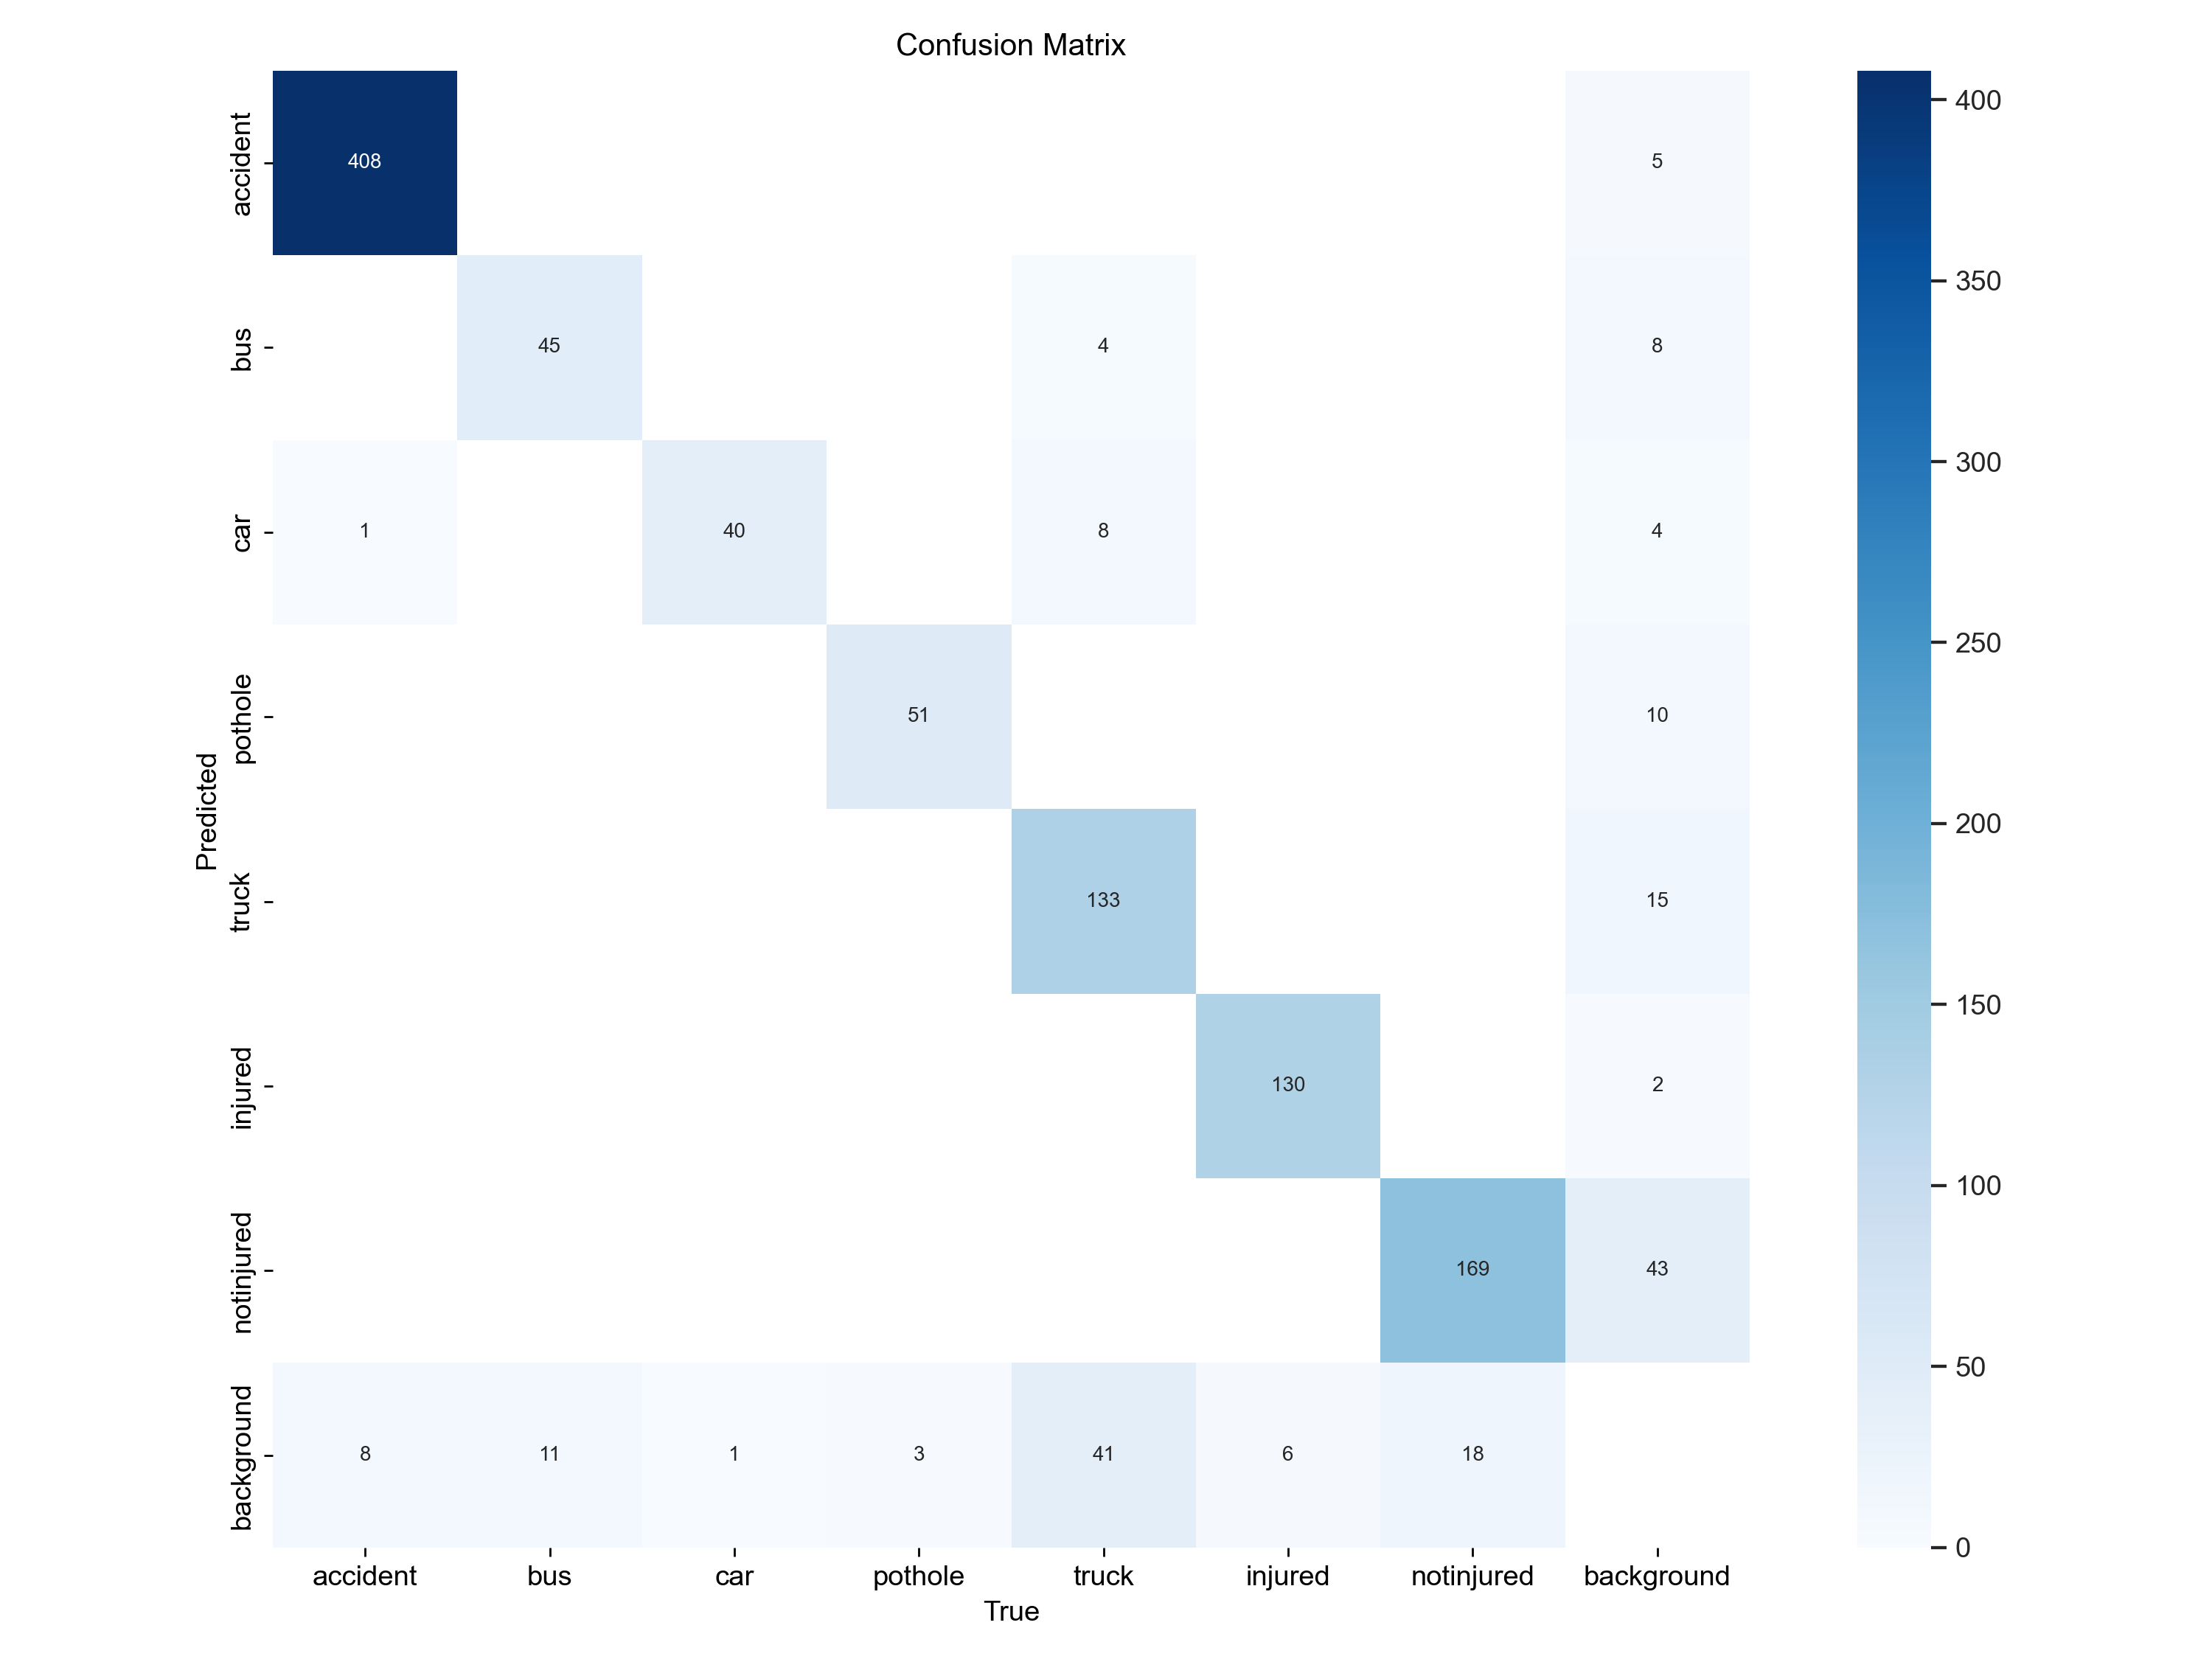 Confusion Matrix
accident
408
5
400
350
bus
45
4
8
300
car
1
40
8
4
250
pothole
51
10
200
Predicted
truck
133
15
150
injured
130
2
100
notinjured
169
43
50
background
8
11
1
3
41
6
18
0
accident
bus
car
pothole
truck
injured
notinjured
background
True